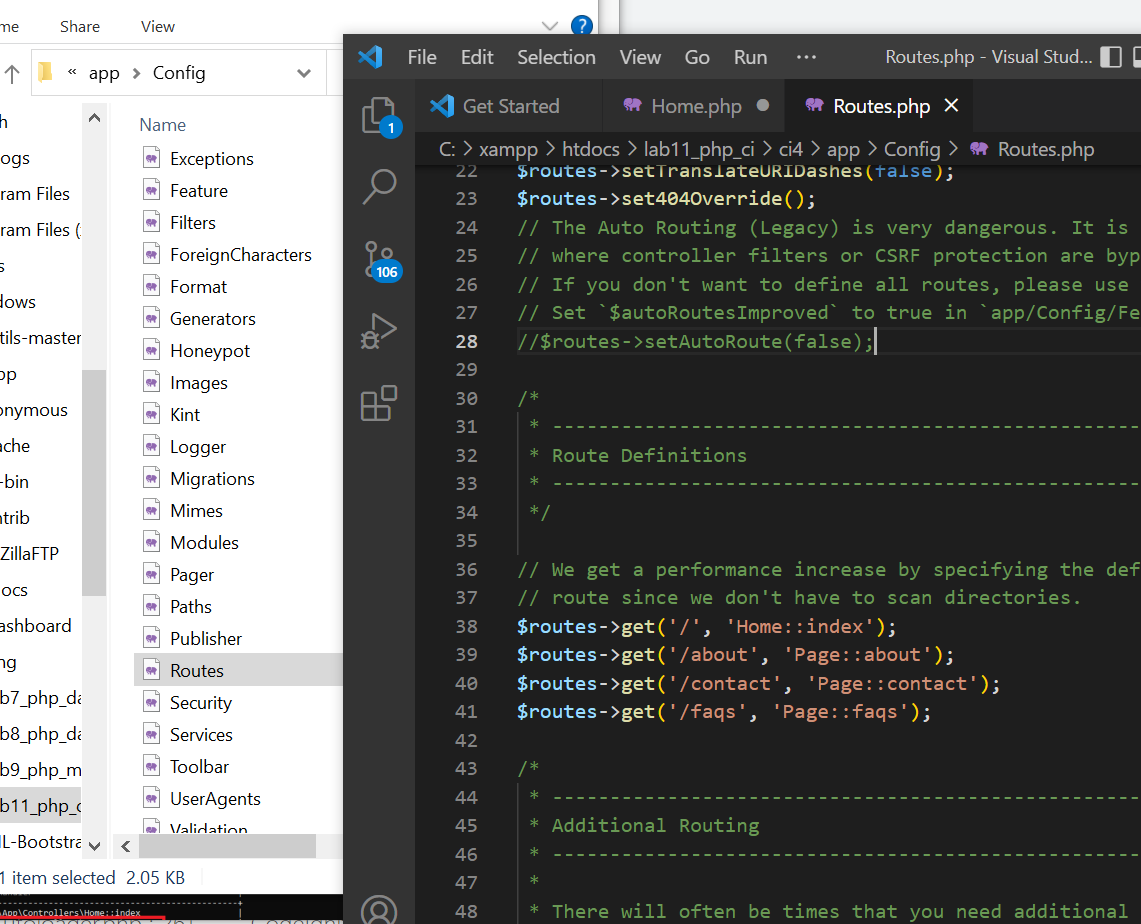 me Share View
?
« app > Config
h
ogs
ram Files
ram Files (
s
dows
tils-master
pp
onymous
ache
-bin
ntrib
ZillaFTP
ocs
ashboard
ng
b7_php_da
b8_php_da
b9_php_m
b11_php_c
IL-Bootstra
Name
Exceptions
Feature
Filters
ForeignCharacters
Format
Generators
Honeypot
Images
Kint
Logger
Migrations
Mimes
Modules
Pager
Paths
Publisher
Routes
Security
Services
Toolbar
UserAgents
Validation
1 item selected 2.05 KB
\App\Controllers\Home::index
File Edit Selection View Go Run ··· Routes.php - Visual Stud...
1
106
Get Started Home.php Routes.php
C: > xampp > htdocs > lab11_php_ci > ci4 > app > Config > Routes.php
22 $routes->setTranslateURIDashes(false);
23 $routes->set404Override();
24 // The Auto Routing (Legacy) is very dangerous. It is
25 // where controller filters or CSRF protection are byp
26 // If you don't want to define all routes, please use
27 // Set `$autoRoutesImproved` to true in `app/Config/Fe
28 //$routes->setAutoRoute(false);
29
30 /*
31 * ---------------------------------------------------
32 * Route Definitions
33 * ---------------------------------------------------
34 */
35
36 // We get a performance increase by specifying the def
37 // route since we don't have to scan directories.
38 $routes->get('/', 'Home::index');
39 $routes->get('/about', 'Page::about');
40 $routes->get('/contact', 'Page::contact');
41 $routes->get('/faqs', 'Page::faqs');
42
43 /*
44 * ---------------------------------------------------
45 * Additional Routing
46 * ---------------------------------------------------
47 *
48 * There will often be times that you need additional